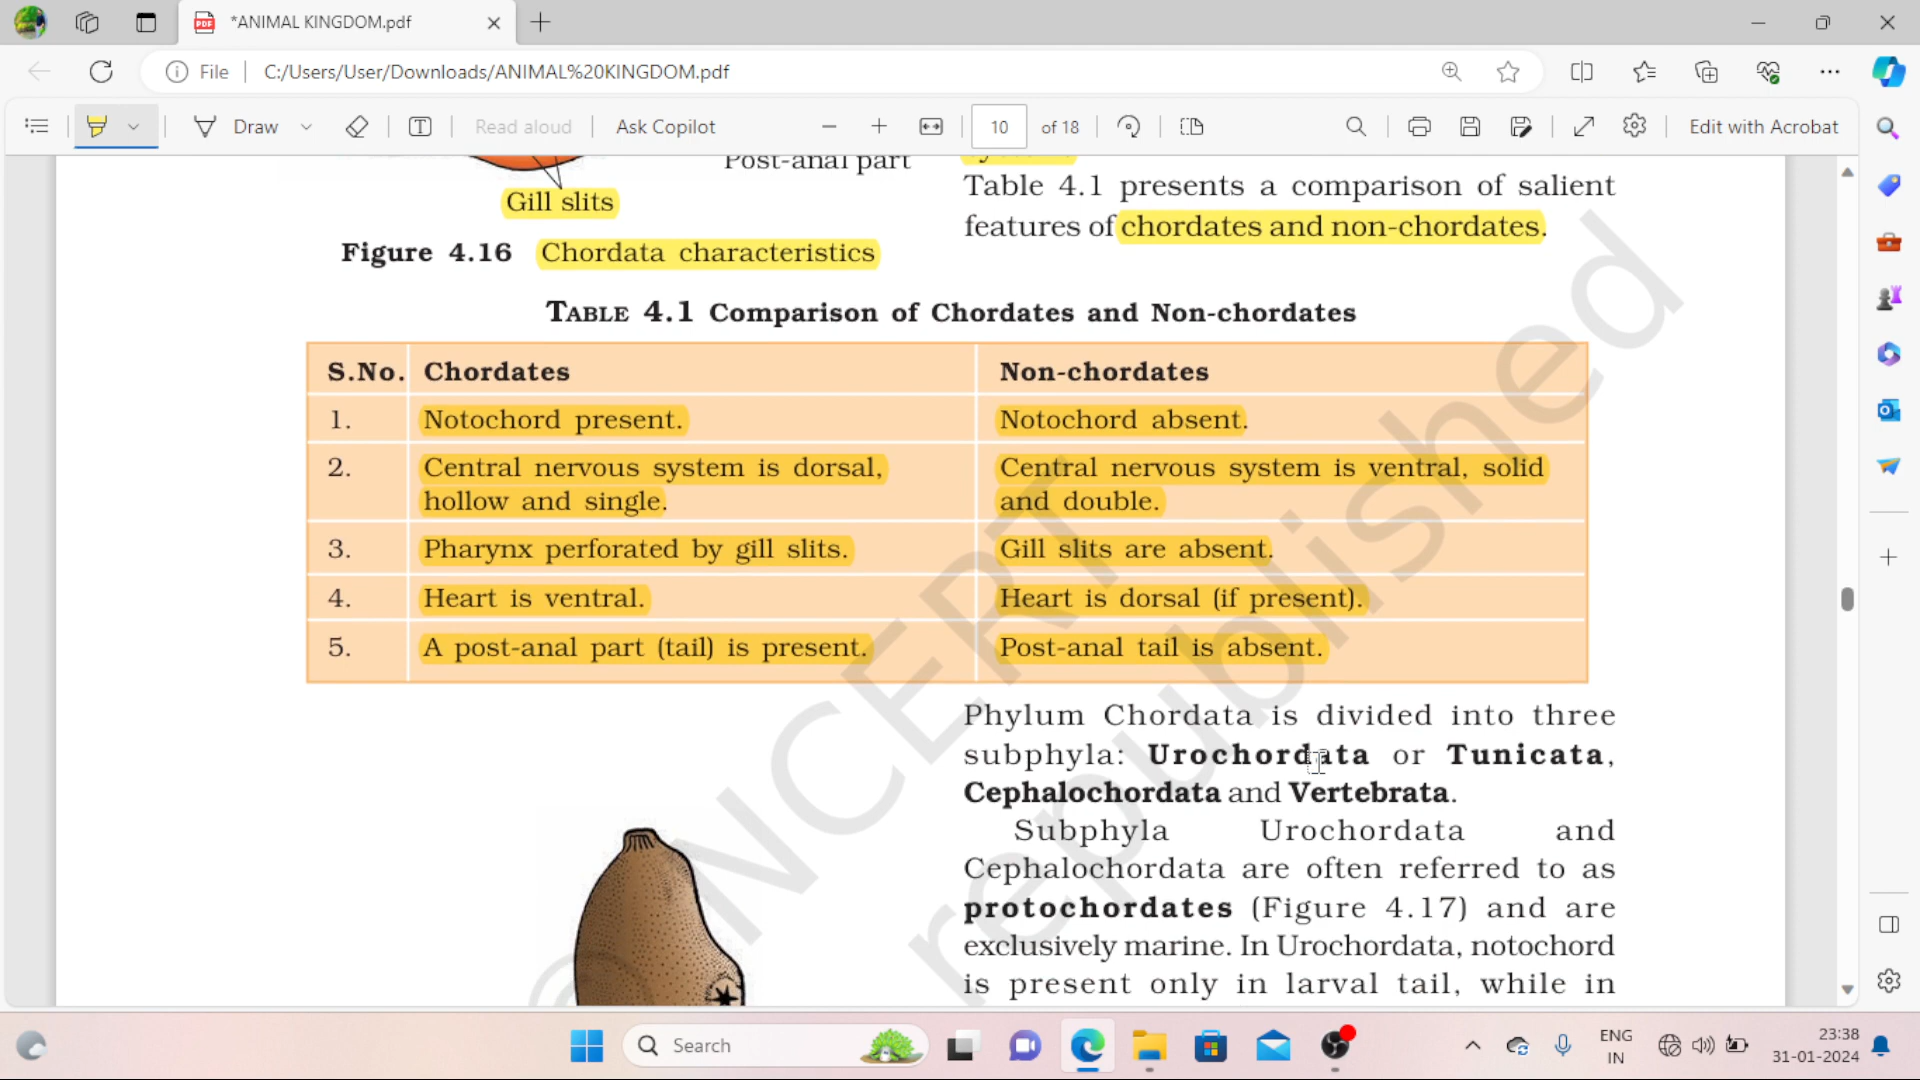 *ANIMAL KINGDOM.pdf
File
C:/Users/User/Downloads/ANIMAL%20KINGDOM.pdf
Draw
Read aloud
Ask Copilot
10
of 18
Edit with Acrobat
Post-anal part
Gill slits
Figure 4.16 Chordata characteristics
Table 4.1 presents a comparison of salient
features of chordates and non-chordates.
TABLE 4.1 Comparison of Chordates and Non-chordates
S.No. Chordates Non-chordates
1. Notochord present. Notochord absent.
2. Central nervous system is dorsal, Central nervous system is ventral, solid
hollow and single. and double.
3. Pharynx perforated by gill slits. Gill slits are absent.
4. Heart is ventral. Heart is dorsal (if present).
5. A post-anal part (tail) is present. Post-anal tail is absent.
Phylum Chordata is divided into three
subphyla: Urochordata or Tunicata,
Cephalochordata and Vertebrata.
Subphyla Urochordata and
Cephalochordata are often referred to as
protochordates (Figure 4.17) and are
exclusively marine. In Urochordata, notochord
is present only in larval tail, while in
© NCERT
republished
Search
ENG
IN
23:38
31-01-2024